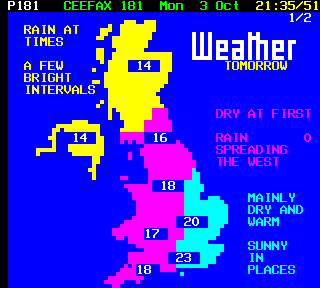 P181 CEEFAX 181 Mon 3 Oct 21:35/51
1/2
Weather
TOMORROW
RAIN AT
TIMES
A FEW
BRIGHT
INTERVALS
14
14
16
DRY AT FIRST
RAIN 0
SPREADING
THE WEST
18
MAINLY
DRY AND
WARM
20
17
SUNNY
IN
PLACES
23
18